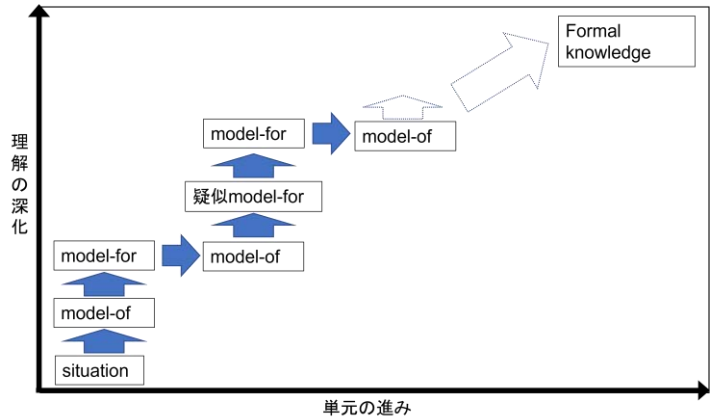 Formal
knowledge
model-for
model-of
疑似model-for
model-for
model-of
model-of
situation
理解の深化
単元の進み